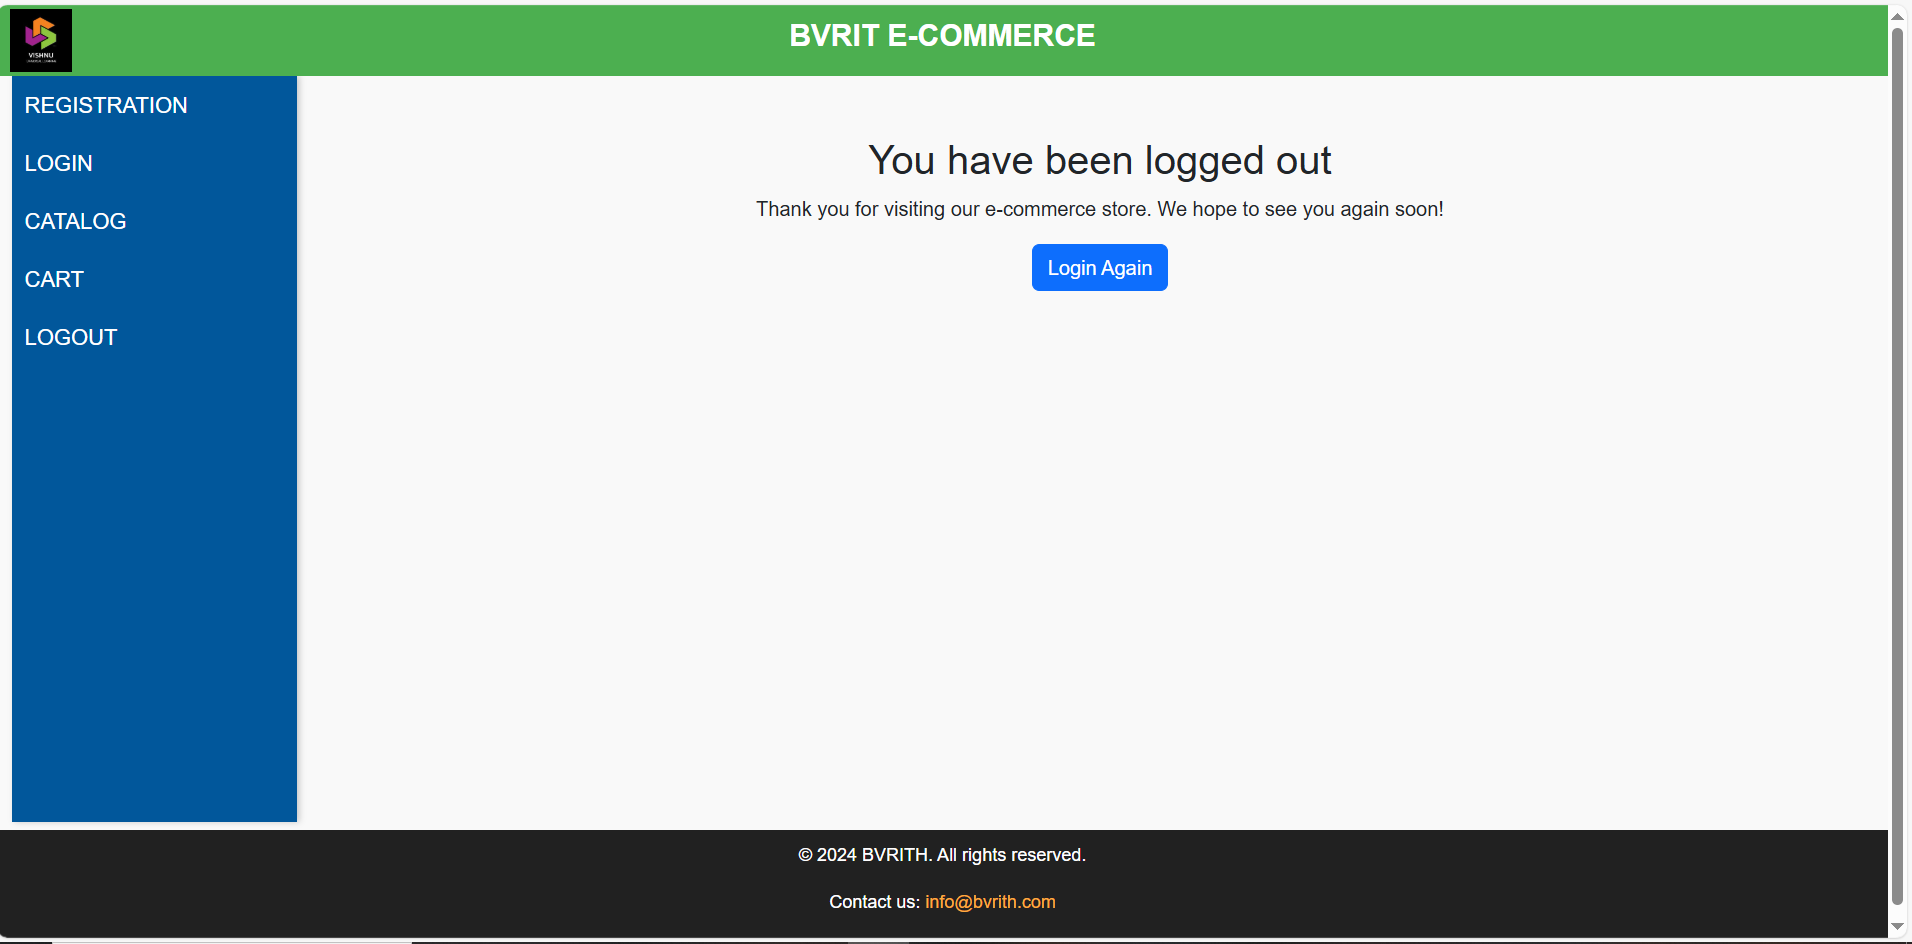 VISHNU
BVRIT E-COMMERCE
REGISTRATION
LOGIN
CATALOG
CART
LOGOUT
You have been logged out
Thank you for visiting our e-commerce store. We hope to see you again soon!
Login Again
© 2024 BVRITH. All rights reserved.
Contact us: info@bvrith.com